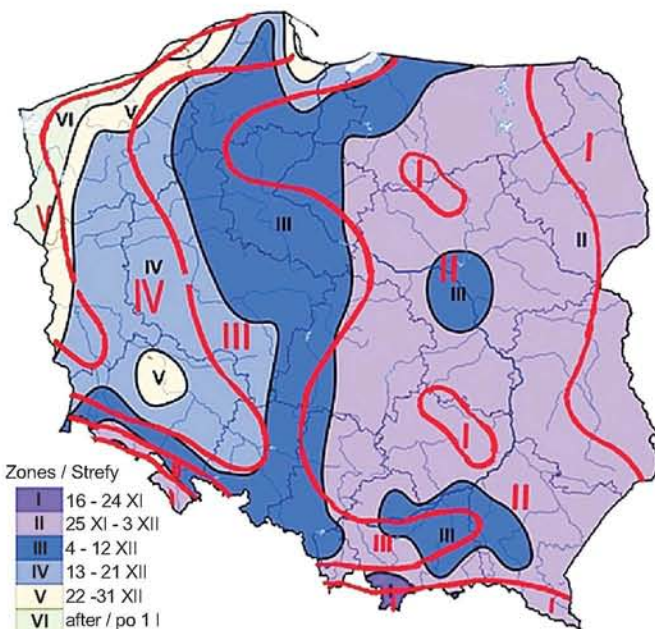 VI
V
V
I
I
III
II
II
III
IV
IV
III
V
I
II
III
III
I
I
I
Zones / Strefy
I 16 - 24 XI
II 25 XI - 3 XII
III 4 - 12 XII
IV 13 - 21 XII
V 22 -31 XII
VI after / po 1 I